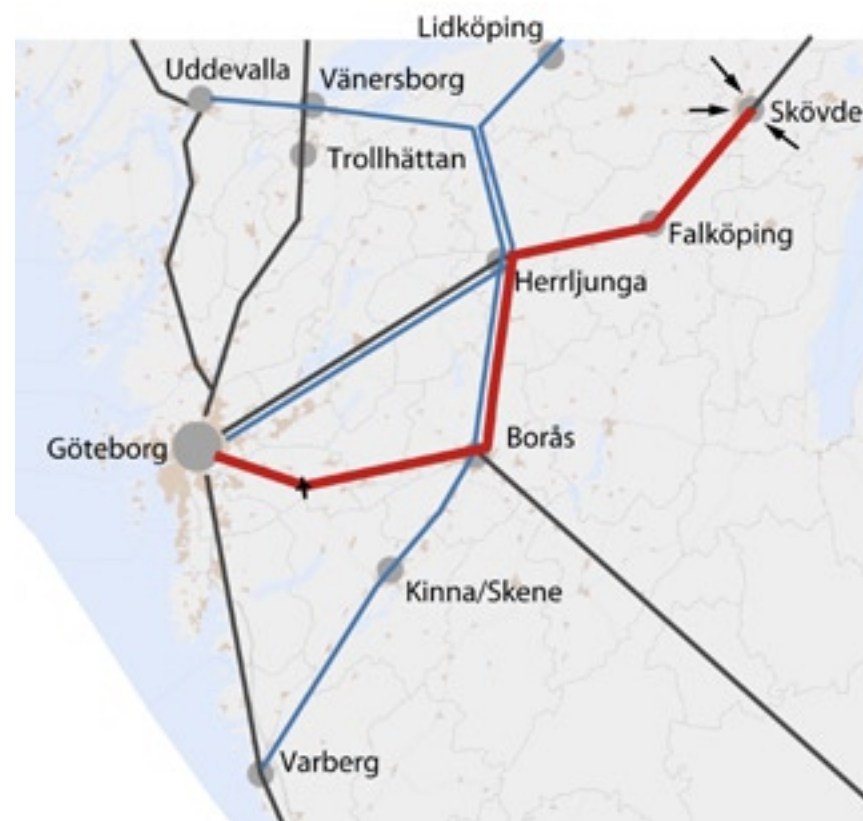 Lidköping
Uddevalla
Vänersborg
Skövde
Trollhättan
Falköping
Herrljunga
Göteborg
Borås
Kinna/Skene
Varberg